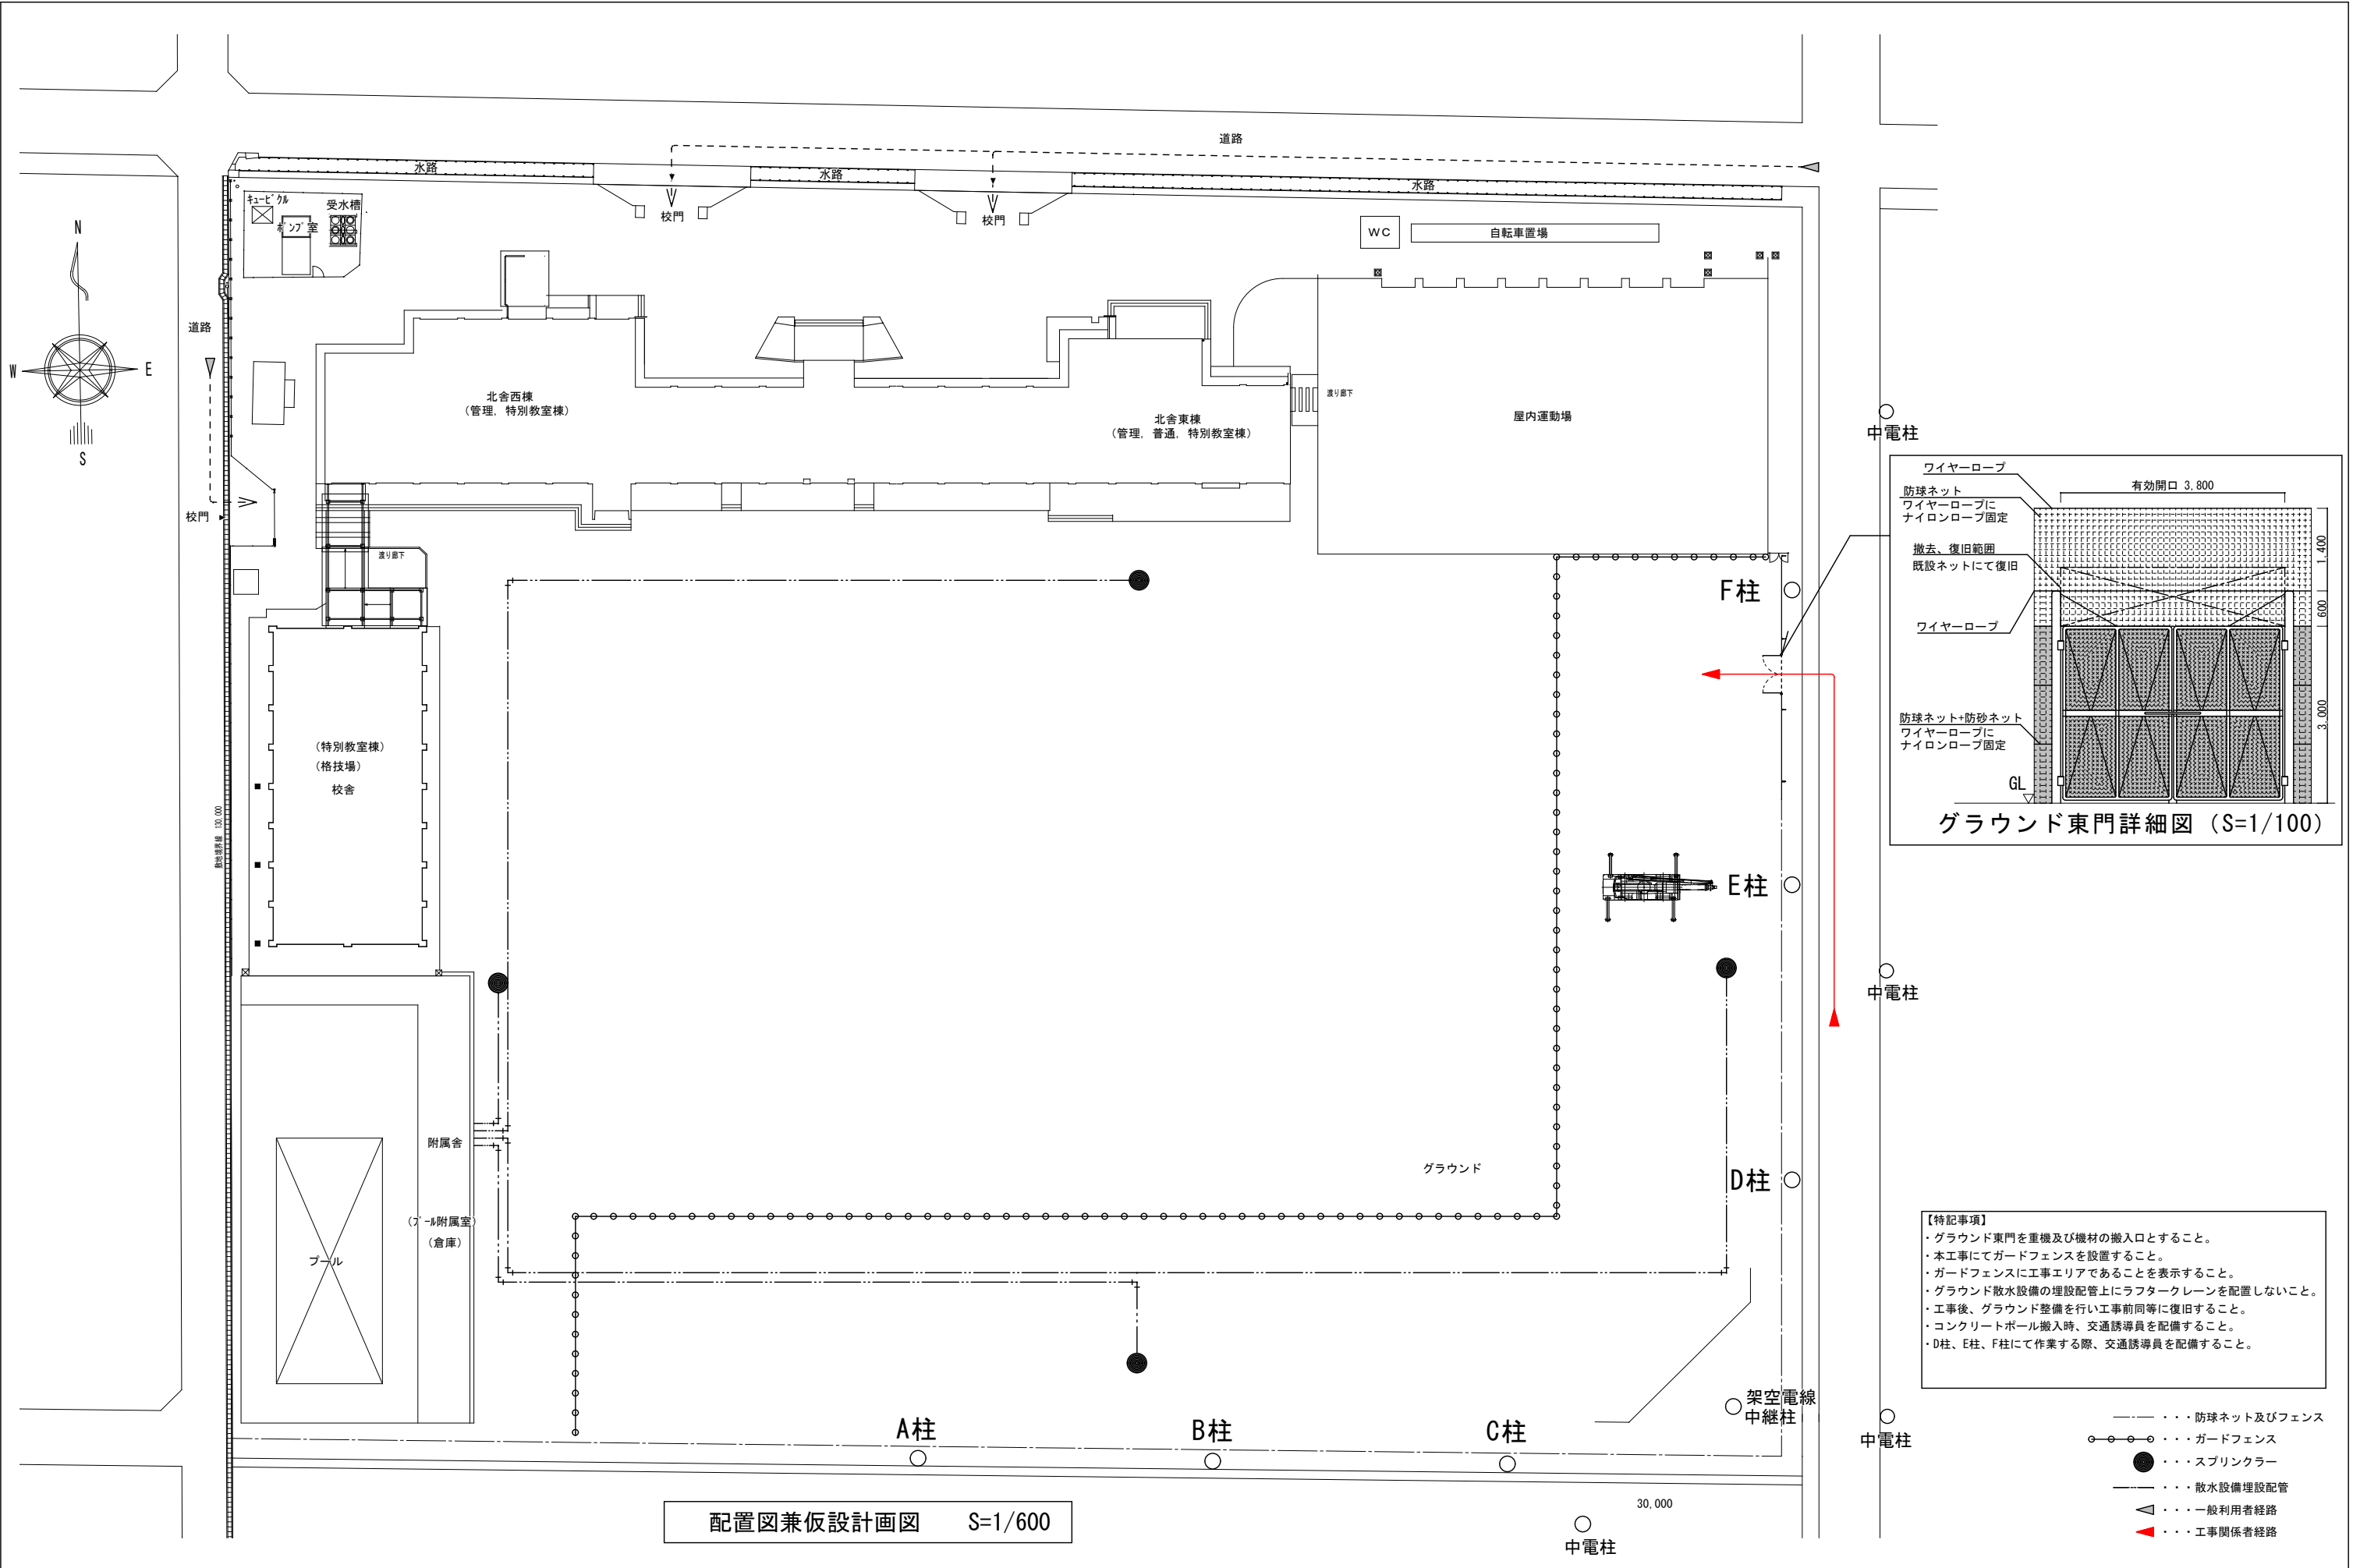 道路
水路
水路
水路
校門
校門
キュービクル
ポンプ室
受水槽
WC
自転車置場
N
W
E
S
道路
北舎西棟
(管理, 特別教室棟)
北舎東棟
(管理, 普通, 特別教室棟)
渡り廊下
屋内運動場
中電柱
校門
渡り廊下
(特別教室棟)
(格技場)
校舎
敷地境界線 130,000
F柱
E柱
D柱
中電柱
ワイヤーロープ
防球ネット
ワイヤーロープに
ナイロンロープ固定
撤去、復旧範囲
既設ネットにて復旧
ワイヤーロープ
防球ネット+防砂ネット
ワイヤーロープに
ナイロンロープ固定
GL
有効開口 3,800
1,400
600
3,000
グラウンド東門詳細図(S=1/100)
附属舎
(プール附属室)
(倉庫)
プール
グラウンド
【特記事項】
・グラウンド東門を重機及び機材の搬入口とすること。
・本工事にてガードフェンスを設置すること。
・ガードフェンスに工事エリアであることを表示すること。
・グラウンド散水設備の埋設配管上にラフタークレーンを配置しないこと。
・工事後、グラウンド整備を行い工事前同等に復旧すること。
・コンクリートポール搬入時、交通誘導員を配備すること。
・D柱、E柱、F柱にて作業する際、交通誘導員を配備すること。
A柱
B柱
C柱
架空電線
中継柱
中電柱
・・・防球ネット及びフェンス
・・・ガードフェンス
・・・スプリンクラー
・・・散水設備埋設配管
・・・一般利用者経路
・・・工事関係者経路
30,000
中電柱
配置図兼仮設計画図 S=1/600